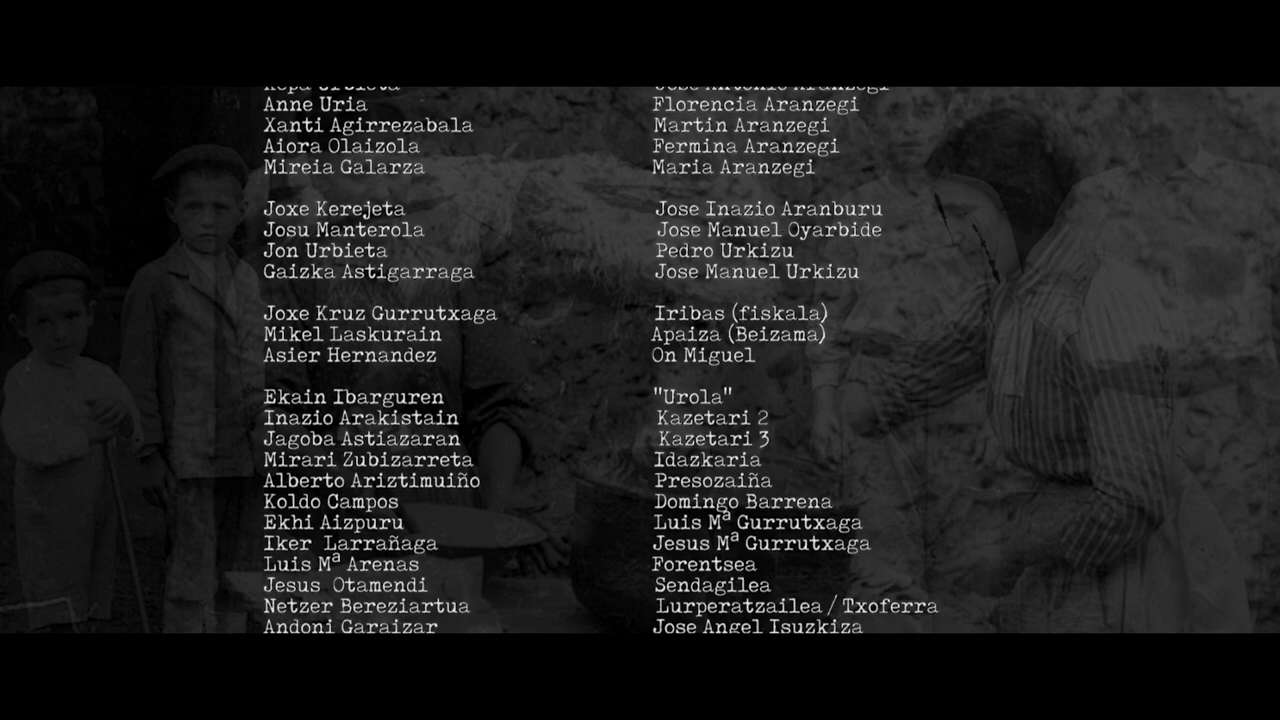 Anne Uria Florencia Aranzegi
Xanti Agirrezabala Martin Aranzegi
Aiora Olaizola Fermina Aranzegi
Mireia Galarza Maria Aranzegi
Joxe Kerejeta Jose Inazio Aranburu
Josu Manterola Jose Manuel Oyarbide
Jon Urbieta Pedro Urkizu
Gaizka Astigarraga Jose Manuel Urkizu
Joxe Kruz Gurrutxaga Iribas (fiskala)
Mikel Laskurain Apaiza (Beizama)
Asier Hernandez On Miguel
Ekain Ibarguren "Urola"
Inazio Arakistain Kazetari 2
Jagoba Astiazaran Kazetari 3
Mirari Zubizarreta Idazkaria
Alberto Ariztimuiño Presozaiña
Koldo Campos Domingo Barrena
Ekhi Aizpuru Luis Mª Gurrutxaga
Iker Larrañaga Jesus Mª Gurrutxaga
Luis Mª Arenas Forentsea
Jesus Otamendi Sendagilea
Netzer Bereziartua Lurperatzailea / Txoferra
Andoni Garaizar Jose Angel Isuzkiza